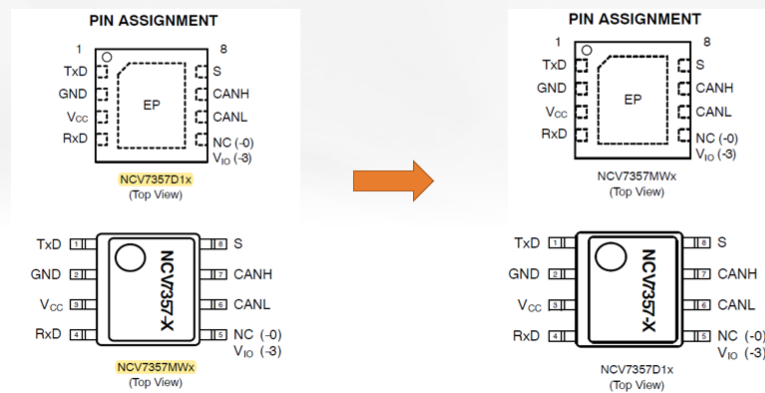 PIN ASSIGNMENT
1 8
TxD S
GND CANH
EP
VCC CANL
RxD NC (-0)
VIO (-3)
NCV7357D1x
(Top View)
TxD 1 8 S
GND 2 7 CANH
VCC 3 6 CANL
RxD 4 5 NC (-0)
VIO (-3)
NCV7357-X
NCV7357MWx
(Top View)
PIN ASSIGNMENT
1 8
TxD S
GND CANH
EP
VCC CANL
RxD NC (-0)
VIO (-3)
NCV7357MWx
(Top View)
TxD 1 8 S
GND 2 7 CANH
VCC 3 6 CANL
RxD 4 5 NC (-0)
VIO (-3)
NCV7357-X
NCV7357D1x
(Top View)